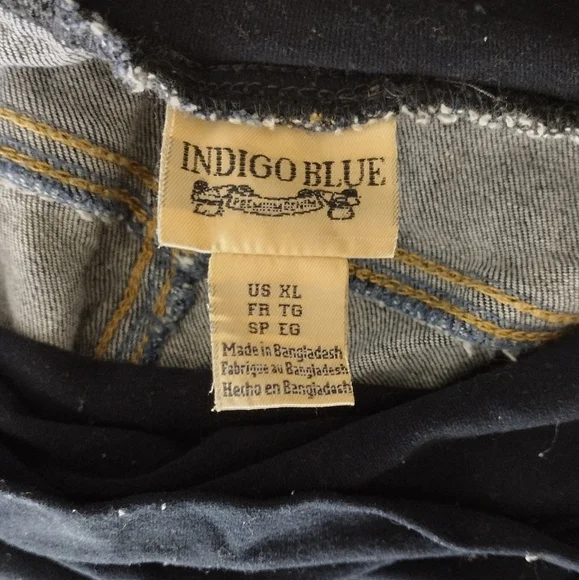 INDIGO BLUE
PREMIUM DENIM
US XL
FR TG
SP EG
Made in Bangladesh
Fabriqué au Bangladesh
Hecho en Bangladesh